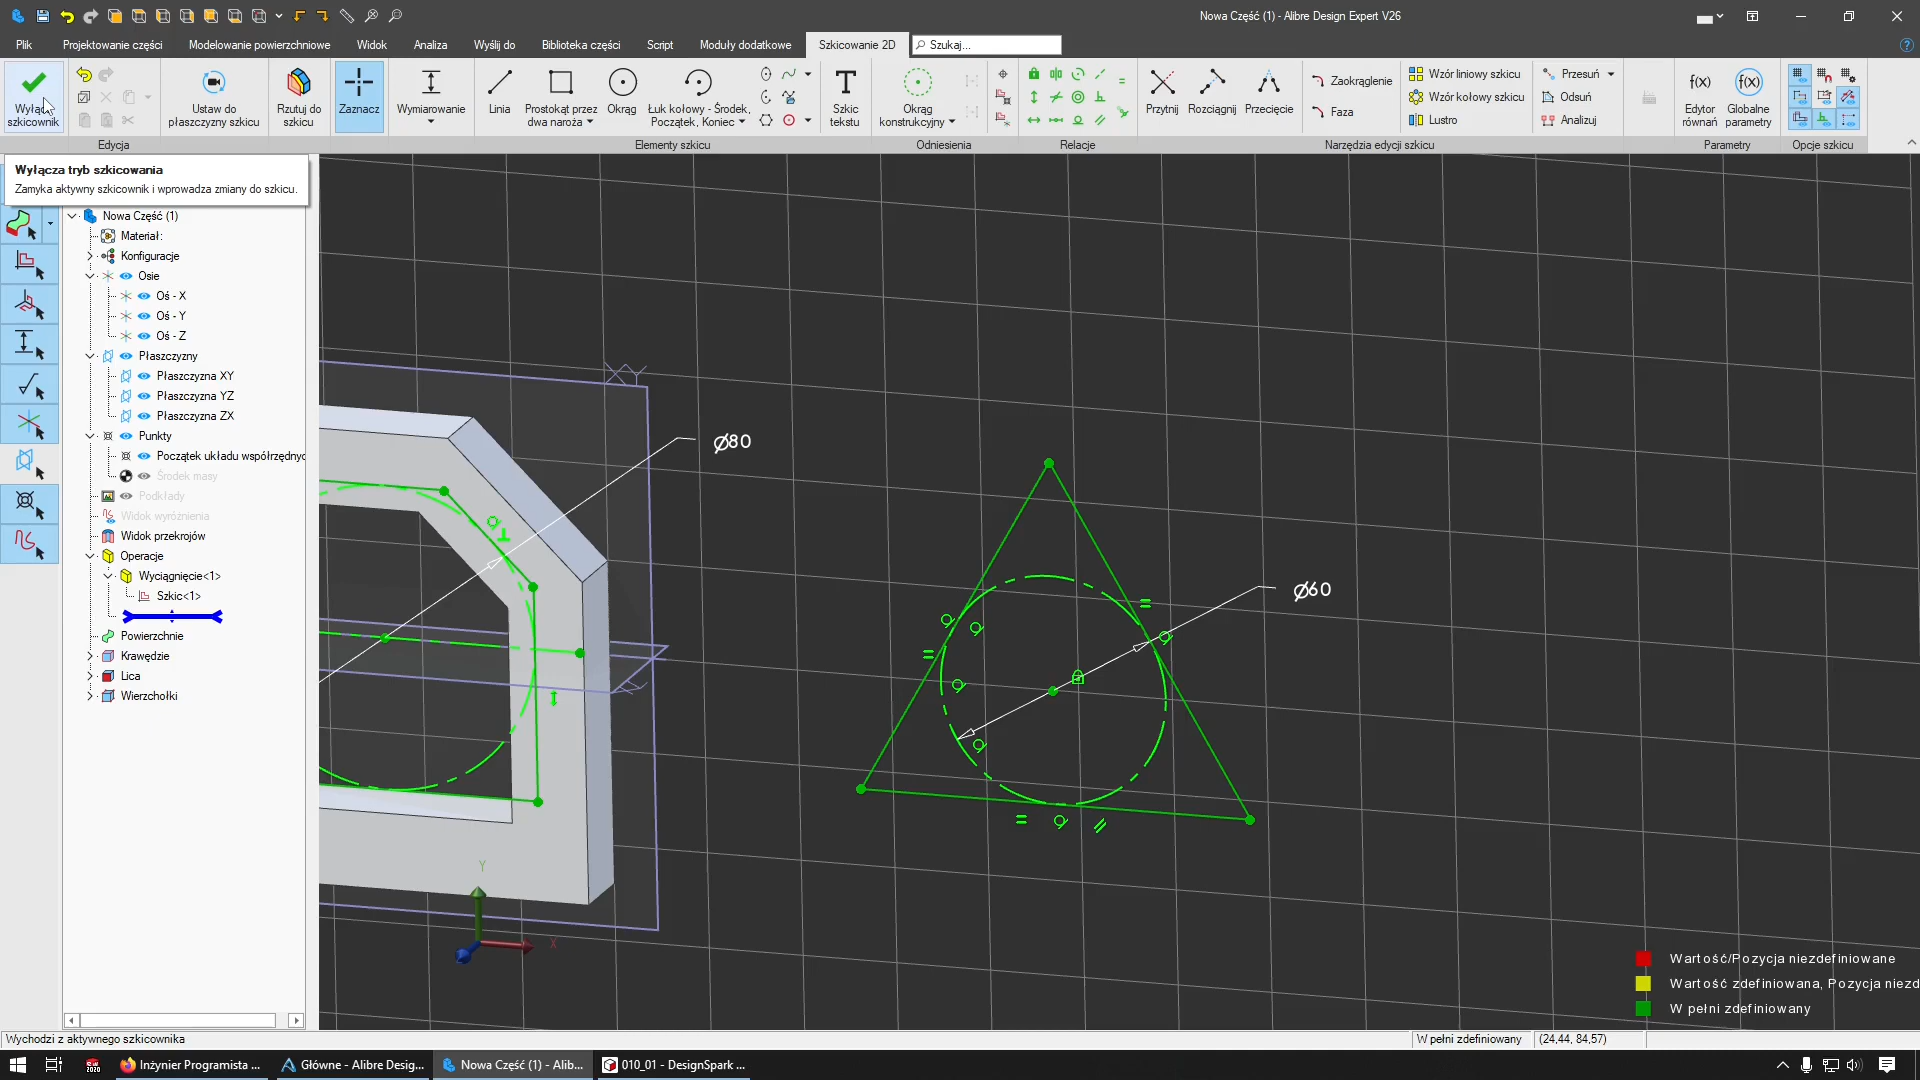 Nowa Część (1) - Alibre Design Expert V26
Plik
Projektowanie części
Modelowanie powierzchniowe
Widok
Analiza
Wyślij do
Biblioteka części
Script
Moduły dodatkowe
Szkicowanie 2D
Szukaj...
Wyłącz szkicownik
Ustaw do płaszczyzny szkicu
Rzutuj do szkicu
Zaznacz
Wymiarowanie
Linia
Prostokąt przez dwa naroża
Okrąg
Łuk kołowy - Środek, Początek, Koniec
Szkic tekstu
Okrąg konstrukcyjny
Przytnij
Rozciągnij
Przecięcie
Zaokrąglenie
Faza
Wzór liniowy szkicu
Wzór kołowy szkicu
Lustro
Przesuń
Odsuń
Analizuj
Edytor równań
Globalne parametry
Edycja
Elementy szkicu
Odniesienia
Relacje
Narzędzia edycji szkicu
Parametry
Opcje szkicu
Wyłącza tryb szkicowania
Zamyka aktywny szkicownik i wprowadza zmiany do szkicu.
Nowa Część (1)
Materiał:
Konfiguracje
Osie
Oś - X
Oś - Y
Oś - Z
Płaszczyzny
Płaszczyzna XY
Płaszczyzna YZ
Płaszczyzna ZX
Punkty
Początek układu współrzędnyc
Środek masy
Podkłady
Widok wyróżnienia
Widok przekrojów
Operacje
Wyciągnięcie<1>
Szkic<1>
Powierzchnie
Krawędzie
Lica
Wierzchołki
Ø80
Ø60
Y
X
Wartość/Pozycja niezdefiniowane
Wartość zdefiniowana, Pozycja niezd
W pełni zdefiniowany
Wychodzi z aktywnego szkicownika
W pełni zdefiniowany
(24,44, 84,57)
Inżynier Programista ...
Główne - Alibre Desig...
Nowa Część (1) - Alib...
010_01 - DesignSpark ...